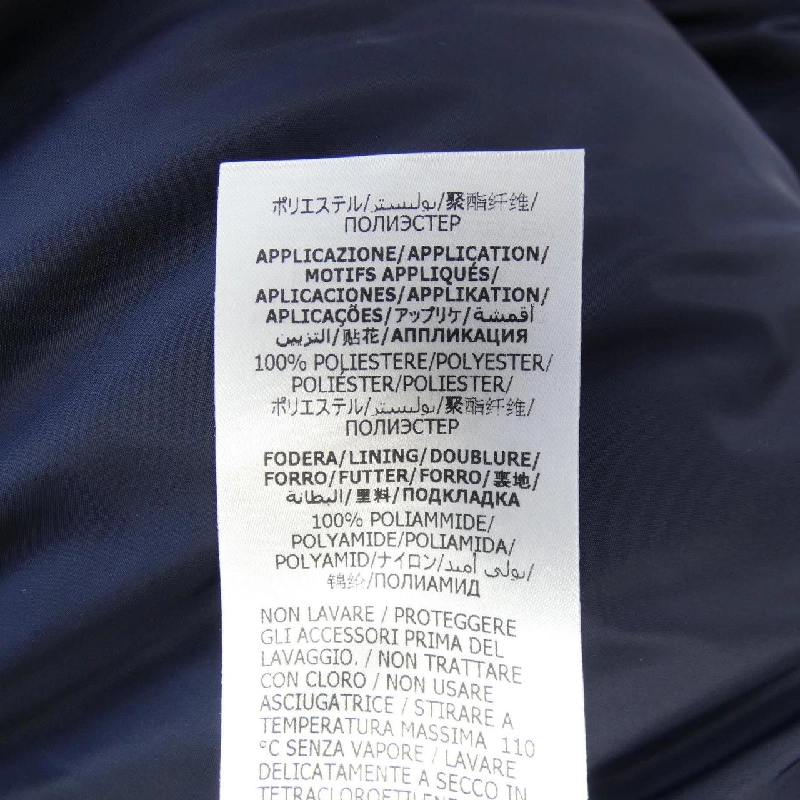 ポリエステル/بوليستر/聚酯纤维/
ПОЛИЭСТЕР
APPLICAZIONE/APPLICATION/
MOTIFS APPLIQUÉS/
APLICACIONES/APPLIKATION/
APLICAÇÕES/アップリケ/أقمشة
التزيين/贴花/АППЛИКАЦИЯ
100% POLIESTERE/POLYESTER/
POLIÉSTER/POLIESTER/
ポリエステル/بوليستر/聚酯纤维/
ПОЛИЭСТЕР
FODERA/LINING/DOUBLURE/
FORRO/FUTTER/FORRO/裏地/
البطانة/里料/ПОДКЛАДКА
100% POLIAMMIDE/
POLYAMIDE/POLIAMIDA/
POLYAMID/ナイロン/بولي أميد/
锦纶/ПОЛИАМИД
NON LAVARE / PROTEGGERE
GLI ACCESSORI PRIMA DEL
LAVAGGIO. / NON TRATTARE
CON CLORO / NON USARE
ASCIUGATRICE / STIRARE A
TEMPERATURA MASSIMA 110
°C SENZA VAPORE / LAVARE
DELICATAMENTE A SECCO IN